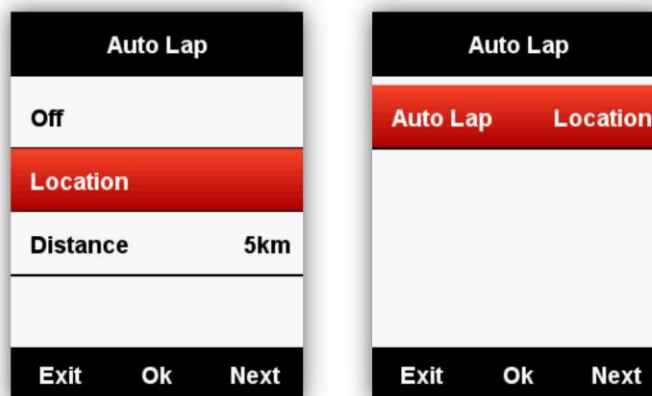 Auto Lap
Off
Location
Distance 5km
Exit Ok Next
Auto Lap
Auto Lap Location
Exit Ok Next